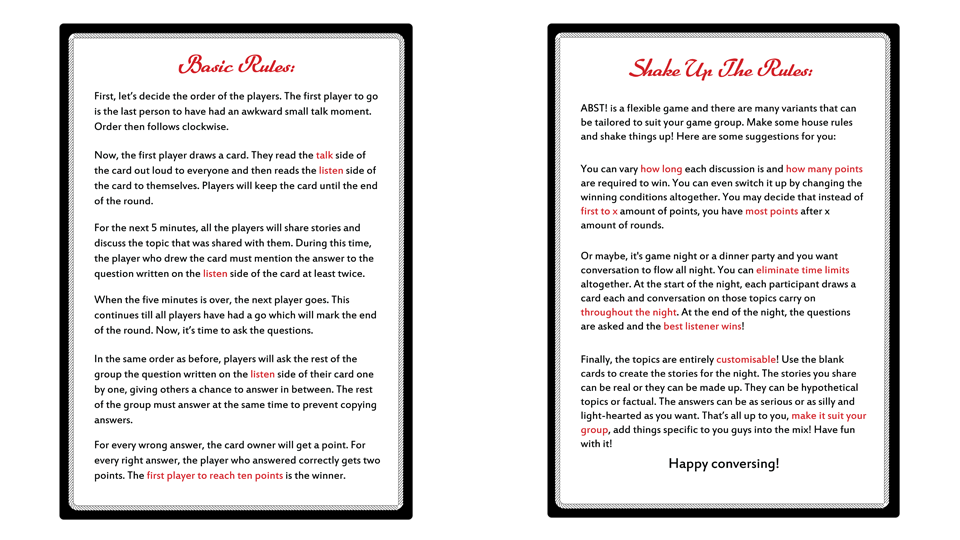 Basic Rules:
First, let's decide the order of the players. The first player to go
is the last person to have had an awkward small talk moment.
Order then follows clockwise.
Now, the first player draws a card. They read the talk side of
the card out loud to everyone and then reads the listen side of
the card to themselves. Players will keep the card until the end
of the round.
For the next 5 minutes, all the players will share stories and
discuss the topic that was shared with them. During this time,
the player who drew the card must mention the answer to the
question written on the listen side of the card at least twice.
When the five minutes is over, the next player goes. This
continues till all players have had a go which will mark the end
of the round. Now, it's time to ask the questions.
In the same order as before, players will ask the rest of the
group the question written on the listen side of their card one
by one, giving others a chance to answer in between. The rest
of the group must answer at the same time to prevent copying
answers.
For every wrong answer, the card owner will get a point. For
every right answer, the player who answered correctly gets two
points. The first player to reach ten points is the winner.
Shake Up The Rules:
ABST! is a flexible game and there are many variants that can
be tailored to suit your game group. Make some house rules
and shake things up! Here are some suggestions for you:
You can vary how long each discussion is and how many points
are required to win. You can even switch it up by changing the
winning conditions altogether. You may decide that instead of
first to x amount of points, you have most points after x
amount of rounds.
Or maybe, it's game night or a dinner party and you want
conversation to flow all night. You can eliminate time limits
altogether. At the start of the night, each participant draws a
card each and conversation on those topics carry on
throughout the night. At the end of the night, the questions
are asked and the best listener wins!
Finally, the topics are entirely customisable! Use the blank
cards to create the stories for the night. The stories you share
can be real or they can be made up. They can be hypothetical
topics or factual. The answers can be as serious or as silly and
light-hearted as you want. That's all up to you, make it suit your
group, add things specific to you guys into the mix! Have fun
with it!
Happy conversing!